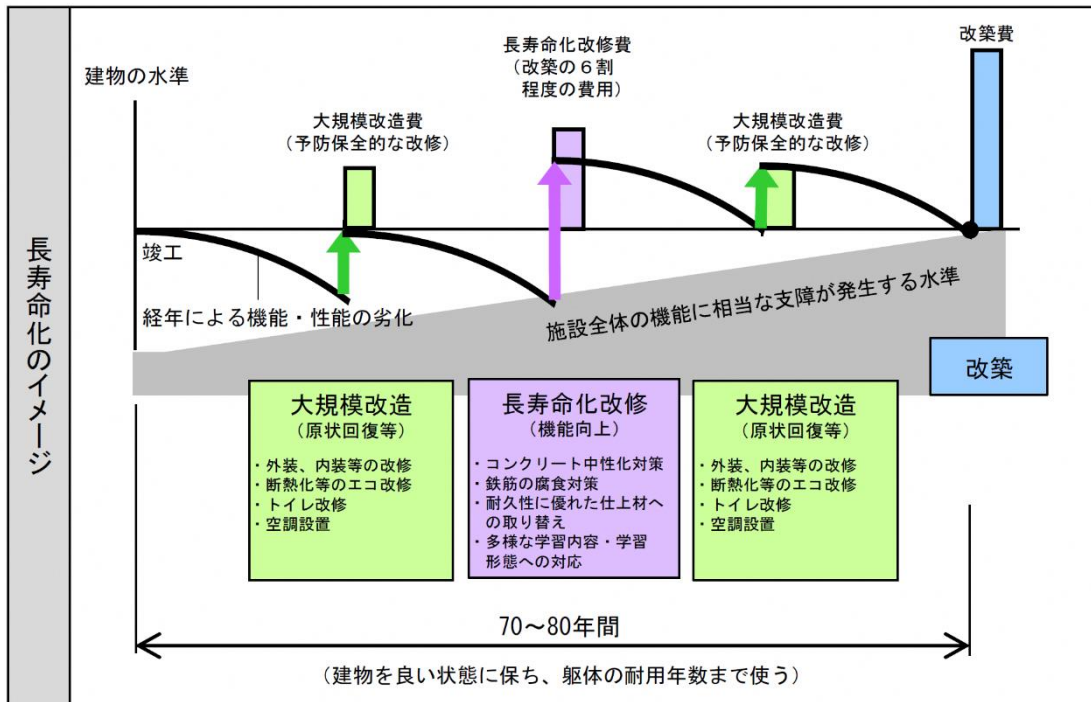 長寿命化のイメージ
建物の水準
大規模改造費
(予防保全的な改修)
長寿命化改修費
(改築の6割
程度の費用)
大規模改造費
(予防保全的な改修)
改築費
竣工
経年による機能・性能の劣化
施設全体の機能に相当な支障が発生する水準
改築
大規模改造
(原状回復等)
・外装、内装等の改修
・断熱化等のエコ改修
・トイレ改修
・空調設置
長寿命化改修
(機能向上)
・コンクリート中性化対策
・鉄筋の腐食対策
・耐久性に優れた仕上材へ
の取り替え
・多様な学習内容・学習
形態への対応
大規模改造
(原状回復等)
・外装、内装等の改修
・断熱化等のエコ改修
・トイレ改修
・空調設置
70～80年間
(建物を良い状態に保ち、躯体の耐用年数まで使う)